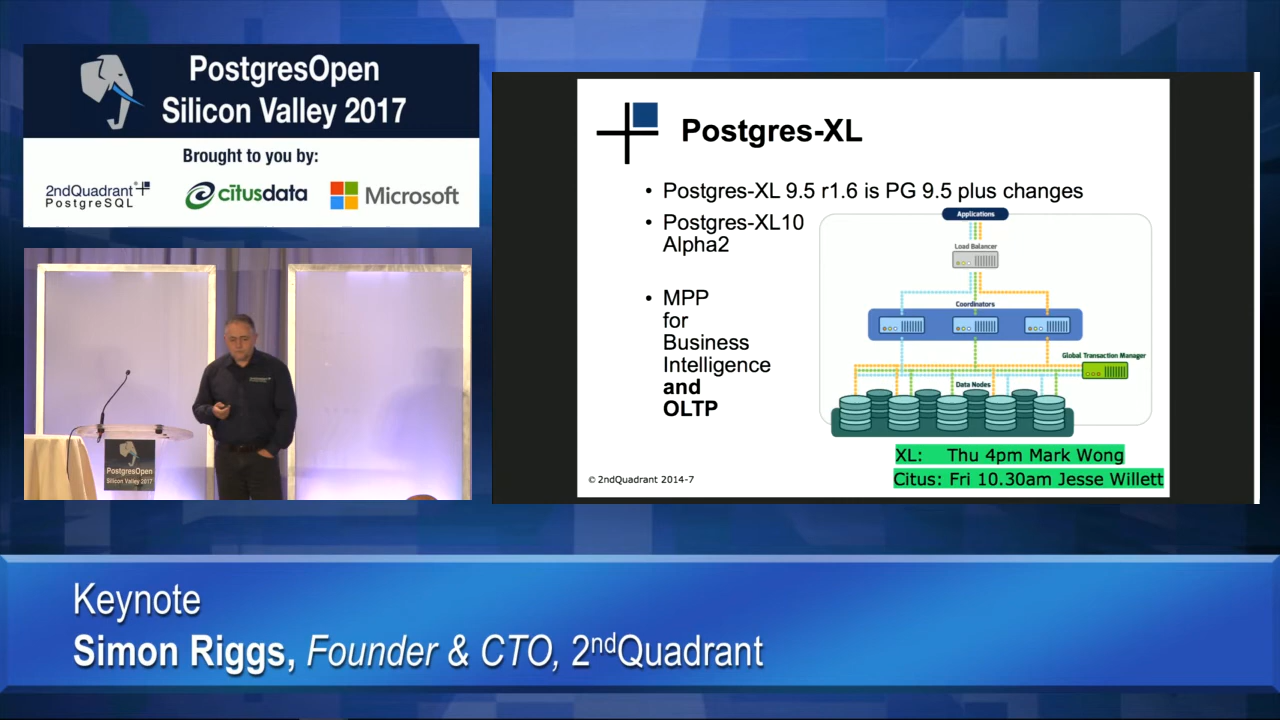 PostgresOpen
Silicon Valley 2017
Brought to you by:
2ndQuadrant®
PostgreSQL
citusdata
Microsoft
PostgresOpen
Silicon Valley 2017
Postgres-XL
• Postgres-XL 9.5 r1.6 is PG 9.5 plus changes
• Postgres-XL10
Alpha2
• MPP
for
Business
Intelligence
and
OLTP
Applications
Load Balancer
Coordinators
Global Transaction Manager
Data Nodes
XL: Thu 4pm Mark Wong
Citus: Fri 10.30am Jesse Willett
© 2ndQuadrant 2014-7
Keynote
Simon Riggs, Founder & CTO, 2ndQuadrant